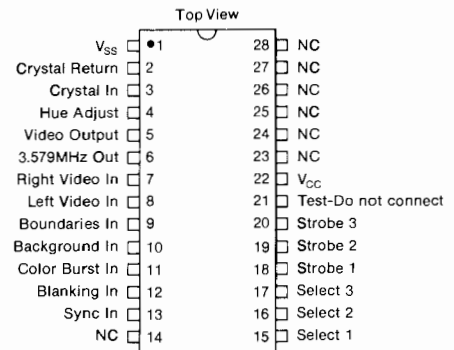 Top View
V_SS 1 28 NC
Crystal Return 2 27 NC
Crystal In 3 26 NC
Hue Adjust 4 25 NC
Video Output 5 24 NC
3.579MHz Out 6 23 NC
Right Video In 7 22 V_CC
Left Video In 8 21 Test-Do not connect
Boundaries In 9 20 Strobe 3
Background In 10 19 Strobe 2
Color Burst In 11 18 Strobe 1
Blanking In 12 17 Select 3
Sync In 13 16 Select 2
NC 14 15 Select 1